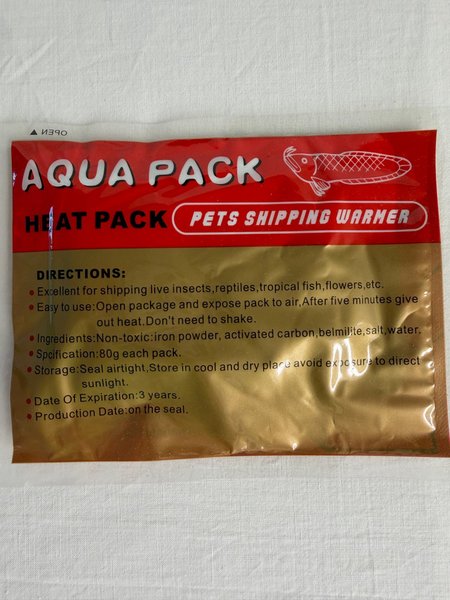 OPEN
AQUA PACK
HEAT PACK PETS SHIPPING WARMER
DIRECTIONS:
• Excellent for shipping live insects,reptiles,tropical fish,flowers,etc.
• Easy to use:Open package and expose pack to air,After five minutes give
out heat.Don't need to shake.
• Ingredients:Non-toxic:iron powder, activated carbon,belmilite,salt,water.
• Spcification:80g each pack.
• Storage:Seal airtight,Store in cool and dry place avoid exposure to direct
sunlight.
• Date Of Expiration:3 years.
• Production Date:on the seal.